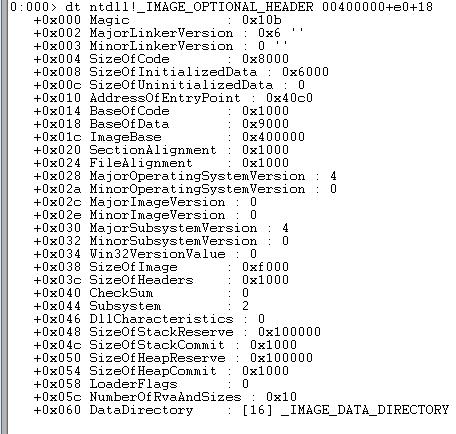 0:000> dt ntdll!_IMAGE_OPTIONAL_HEADER 00400000+e0+18
+0x000 Magic : 0x10b
+0x002 MajorLinkerVersion : 0x6 ''
+0x003 MinorLinkerVersion : 0 ''
+0x004 SizeOfCode : 0x8000
+0x008 SizeOfInitializedData : 0x6000
+0x00c SizeOfUninitializedData : 0
+0x010 AddressOfEntryPoint : 0x40c0
+0x014 BaseOfCode : 0x1000
+0x018 BaseOfData : 0x9000
+0x01c ImageBase : 0x400000
+0x020 SectionAlignment : 0x1000
+0x024 FileAlignment : 0x1000
+0x028 MajorOperatingSystemVersion : 4
+0x02a MinorOperatingSystemVersion : 0
+0x02c MajorImageVersion : 0
+0x02e MinorImageVersion : 0
+0x030 MajorSubsystemVersion : 4
+0x032 MinorSubsystemVersion : 0
+0x034 Win32VersionValue : 0
+0x038 SizeOfImage : 0xf000
+0x03c SizeOfHeaders : 0x1000
+0x040 CheckSum : 0
+0x044 Subsystem : 2
+0x046 DllCharacteristics : 0
+0x048 SizeOfStackReserve : 0x100000
+0x04c SizeOfStackCommit : 0x1000
+0x050 SizeOfHeapReserve : 0x100000
+0x054 SizeOfHeapCommit : 0x1000
+0x058 LoaderFlags : 0
+0x05c NumberOfRvaAndSizes : 0x10
+0x060 DataDirectory : [16] _IMAGE_DATA_DIRECTORY